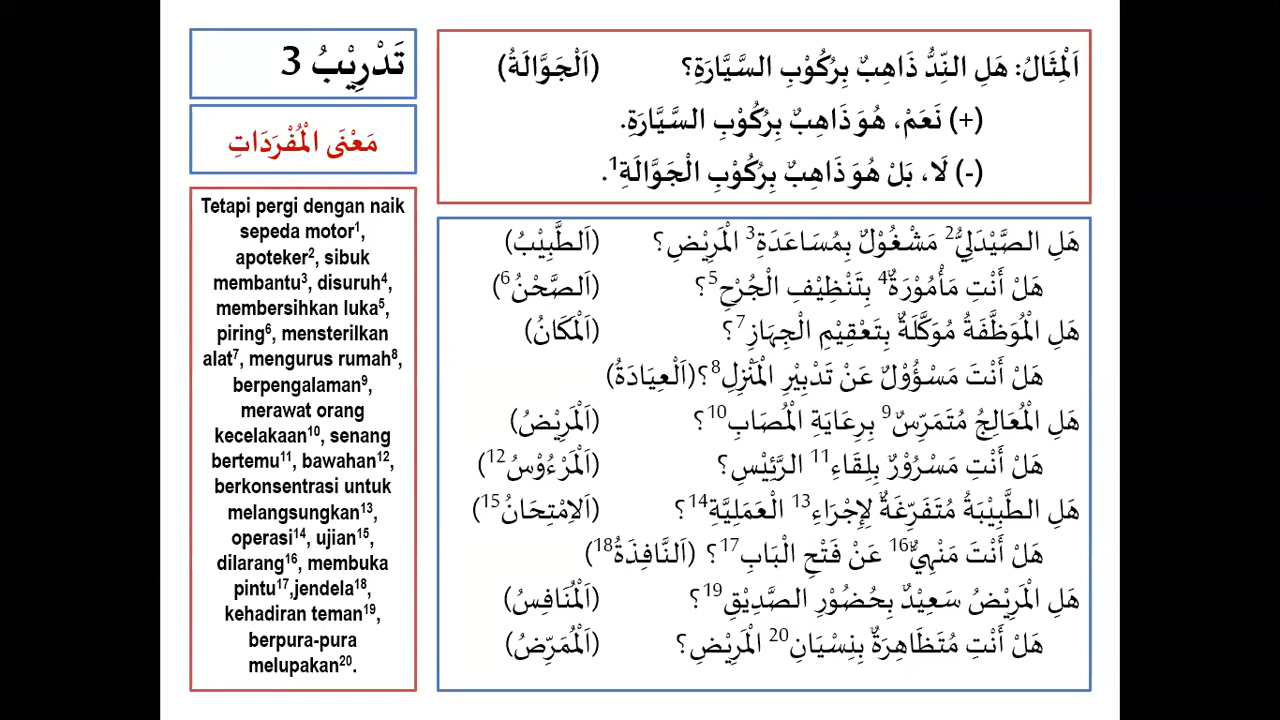 تَدْرِيْبُ 3
مَعْنَى الْمُفْرَدَاتِ
Tetapi pergi dengan naik
sepeda motor¹,
apoteker², sibuk
membantu³, disuruh⁴,
membersihkan luka⁵,
piring⁶, mensterilkan
alat⁷, mengurus rumah⁸,
berpengalaman⁹,
merawat orang
kecelakaan¹⁰, senang
bertemu¹¹, bawahan¹²,
berkonsentrasi untuk
melangsungkan¹³,
operasi¹⁴, ujian¹⁵,
dilarang¹⁶, membuka
pintu¹⁷,jendela¹⁸,
kehadiran teman¹⁹,
berpura-pura
melupakan²⁰.
اَلْمِثَالُ: هَلِ النِّدُّ ذَاهِبٌ بِرُكُوْبِ السَّيَّارَةِ؟ (اَلْجَوَّالَةُ)
(+) نَعَمْ، هُوَ ذَاهِبٌ بِرُكُوْبِ السَّيَّارَةِ.
(-) لَا، بَلْ هُوَ ذَاهِبٌ بِرُكُوْبِ الْجَوَّالَةِ¹.
هَلِ الصَّيْدَلِيُّ² مَشْغُوْلٌ بِمُسَاعَدَةِ³ الْمَرِيْضِ؟ (اَلطَّبِيْبُ)
هَلْ أَنْتِ مَأْمُوْرَةٌ⁴ بِتَنْظِيْفِ الْجُرْحِ⁵؟ (اَلصَّحْنُ⁶)
هَلِ الْمُوَظَّفَةُ مُوَكَّلَةٌ بِتَعْقِيْمِ الْجِهَازِ⁷؟ (اَلْمَكَانُ)
هَلْ أَنْتَ مَسْؤُوْلٌ عَنْ تَدْبِيْرِ الْمَنْزِلِ⁸؟ (اَلْعِيَادَةُ)
هَلِ الْمُعَالِجُ مُتَمَرِّسٌ⁹ بِرِعَايَةِ الْمُصَابِ¹⁰؟ (اَلْمَرِيْضُ)
هَلْ أَنْتِ مَسْرُوْرٌ بِلِقَاءِ¹¹ الرَّئِيْسِ؟ (اَلْمَرْءُوْسُ¹²)
هَلِ الطَّبِيْبَةُ مُتَفَرِّغَةٌ لِإِجْرَاءِ¹³ الْعَمَلِيَّةِ¹⁴؟ (اَلاِمْتِحَانُ¹⁵)
هَلْ أَنْتَ مَنْهِيٌّ¹⁶ عَنْ فَتْحِ الْبَابِ¹⁷؟ (اَلنَّافِذَةُ¹⁸)
هَلِ الْمَرِيْضُ سَعِيْدٌ بِحُضُوْرِ الصَّدِيْقِ¹⁹؟ (اَلْمُنَافِسُ)
هَلْ أَنْتِ مُتَظَاهِرَةٌ بِنِسْيَانِ²⁰ الْمَرِيْضِ؟ (اَلْمُمَرِّضُ)